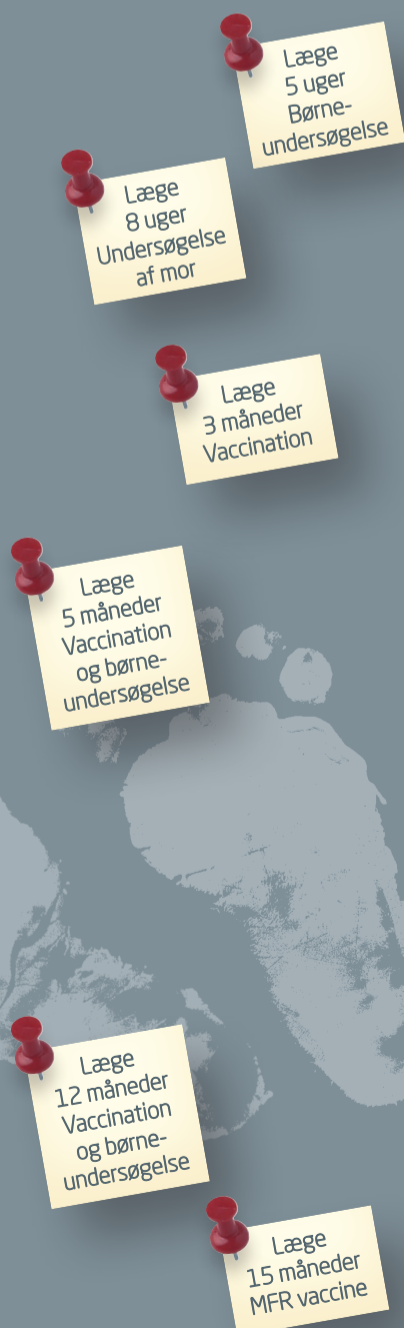 Læge
5 uger
Børne-
undersøgelse
Læge
8 uger
Undersøgelse
af mor
Læge
3 måneder
Vaccination
Læge
5 måneder
Vaccination
og børne-
undersøgelse
Læge
12 måneder
Vaccination
og børne-
undersøgelse
Læge
15 måneder
MFR vaccine